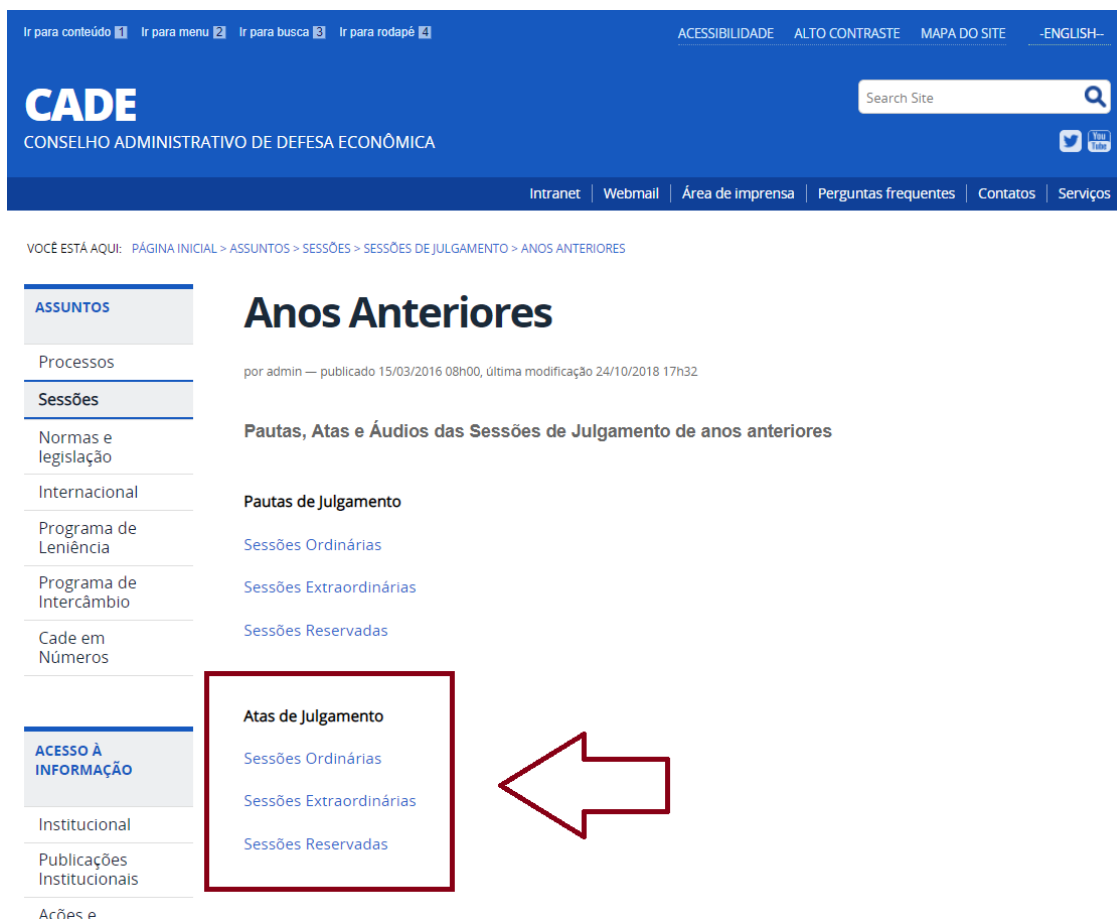 Ir para conteúdo 1 Ir para menu 2 Ir para busca 3 Ir para rodapé 4
ACESSIBILIDADE ALTO CONTRASTE MAPA DO SITE -ENGLISH--
CADE
Search Site
CONSELHO ADMINISTRATIVO DE DEFESA ECONÔMICA
You Tube
Intranet Webmail Área de imprensa Perguntas frequentes Contatos Serviços
VOCÊ ESTÁ AQUI: PÁGINA INICIAL > ASSUNTOS > SESSÕES > SESSÕES DE JULGAMENTO > ANOS ANTERIORES
ASSUNTOS
Processos
Sessões
Normas e
legislação
Internacional
Programa de
Leniência
Programa de
Intercâmbio
Cade em
Números
ACESSO À
INFORMAÇÃO
Institucional
Publicações
Institucionais
Ações e
Anos Anteriores
por admin — publicado 15/03/2016 08h00, última modificação 24/10/2018 17h32
Pautas, Atas e Áudios das Sessões de Julgamento de anos anteriores
Pautas de Julgamento
Sessões Ordinárias
Sessões Extraordinárias
Sessões Reservadas
Atas de Julgamento
Sessões Ordinárias
Sessões Extraordinárias
Sessões Reservadas